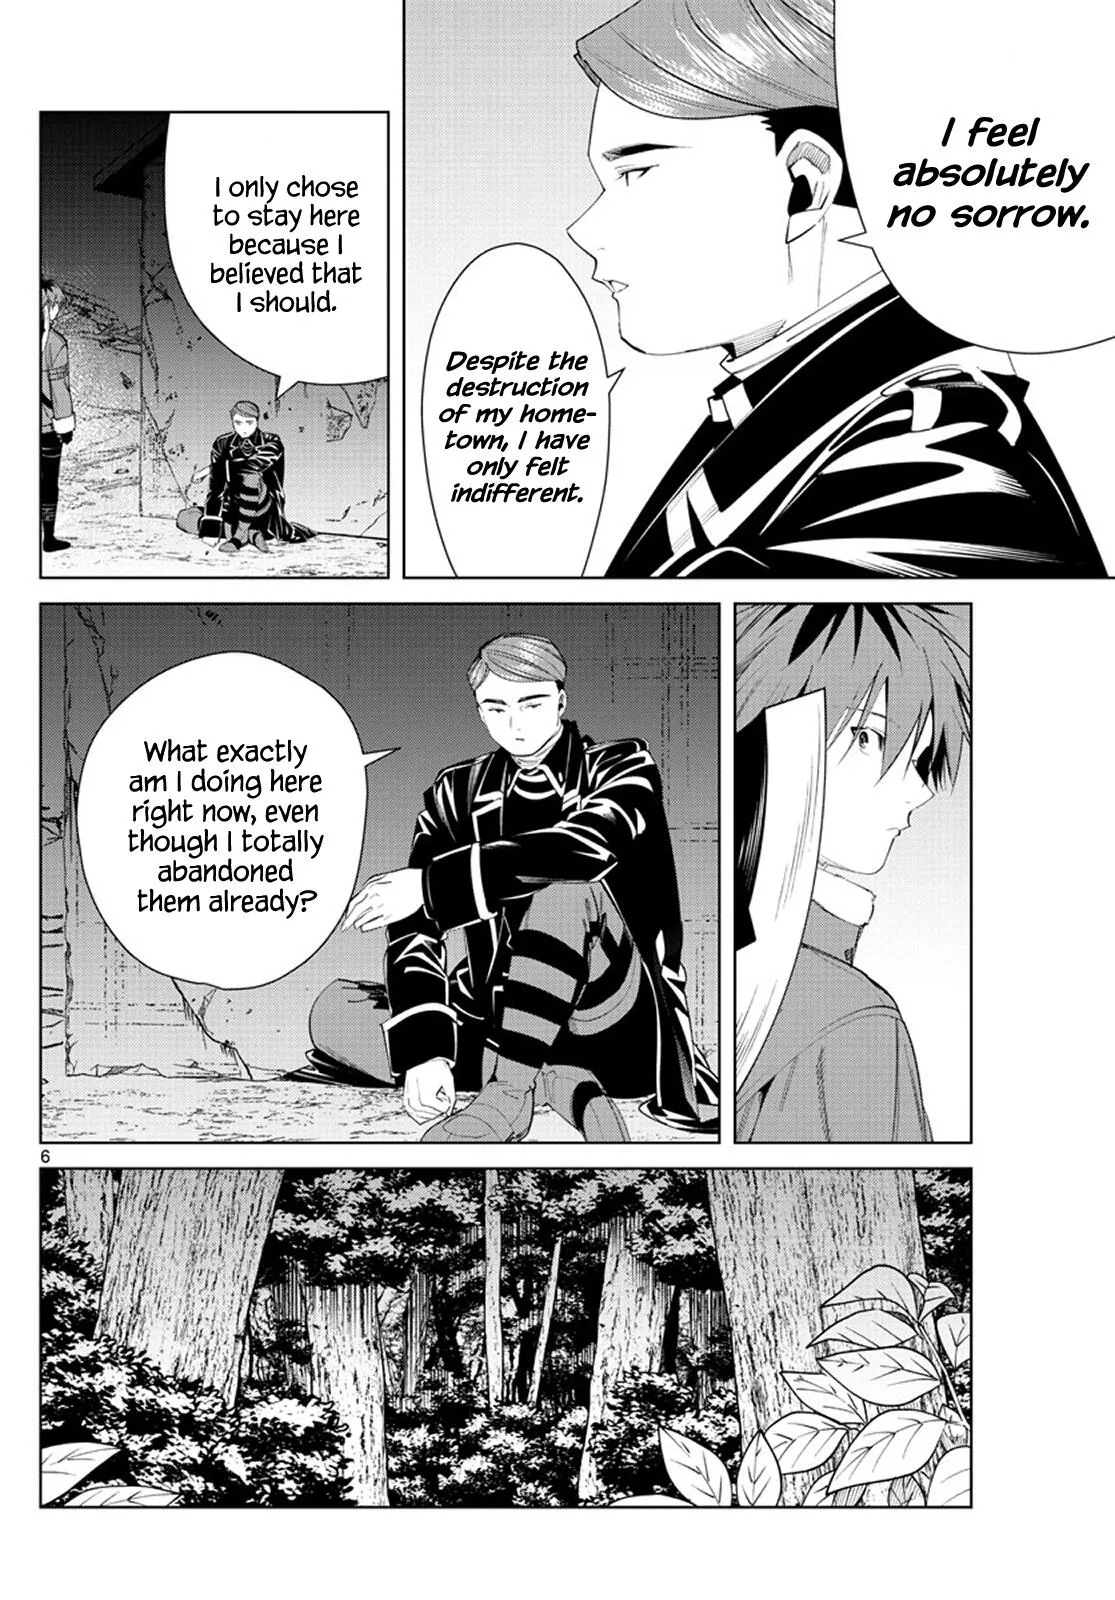 I feel
absolutely
no sorrow.
Despite the
destruction
of my home-
town, I have
only felt
indifferent.
I only chose
to stay here
because I
believed that
I should.
What exactly
am I doing here
right now, even
though I totally
abandoned
them already?
6